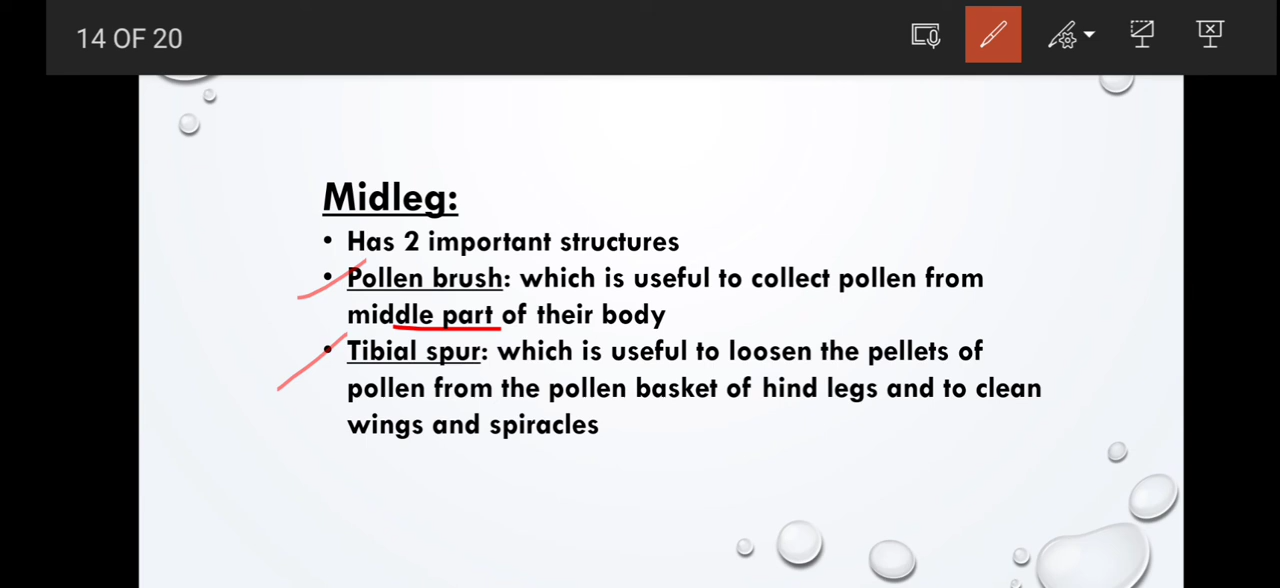 14 OF 20
Midleg:
• Has 2 important structures
• Pollen brush: which is useful to collect pollen from
middle part of their body
• Tibial spur: which is useful to loosen the pellets of
pollen from the pollen basket of hind legs and to clean
wings and spiracles